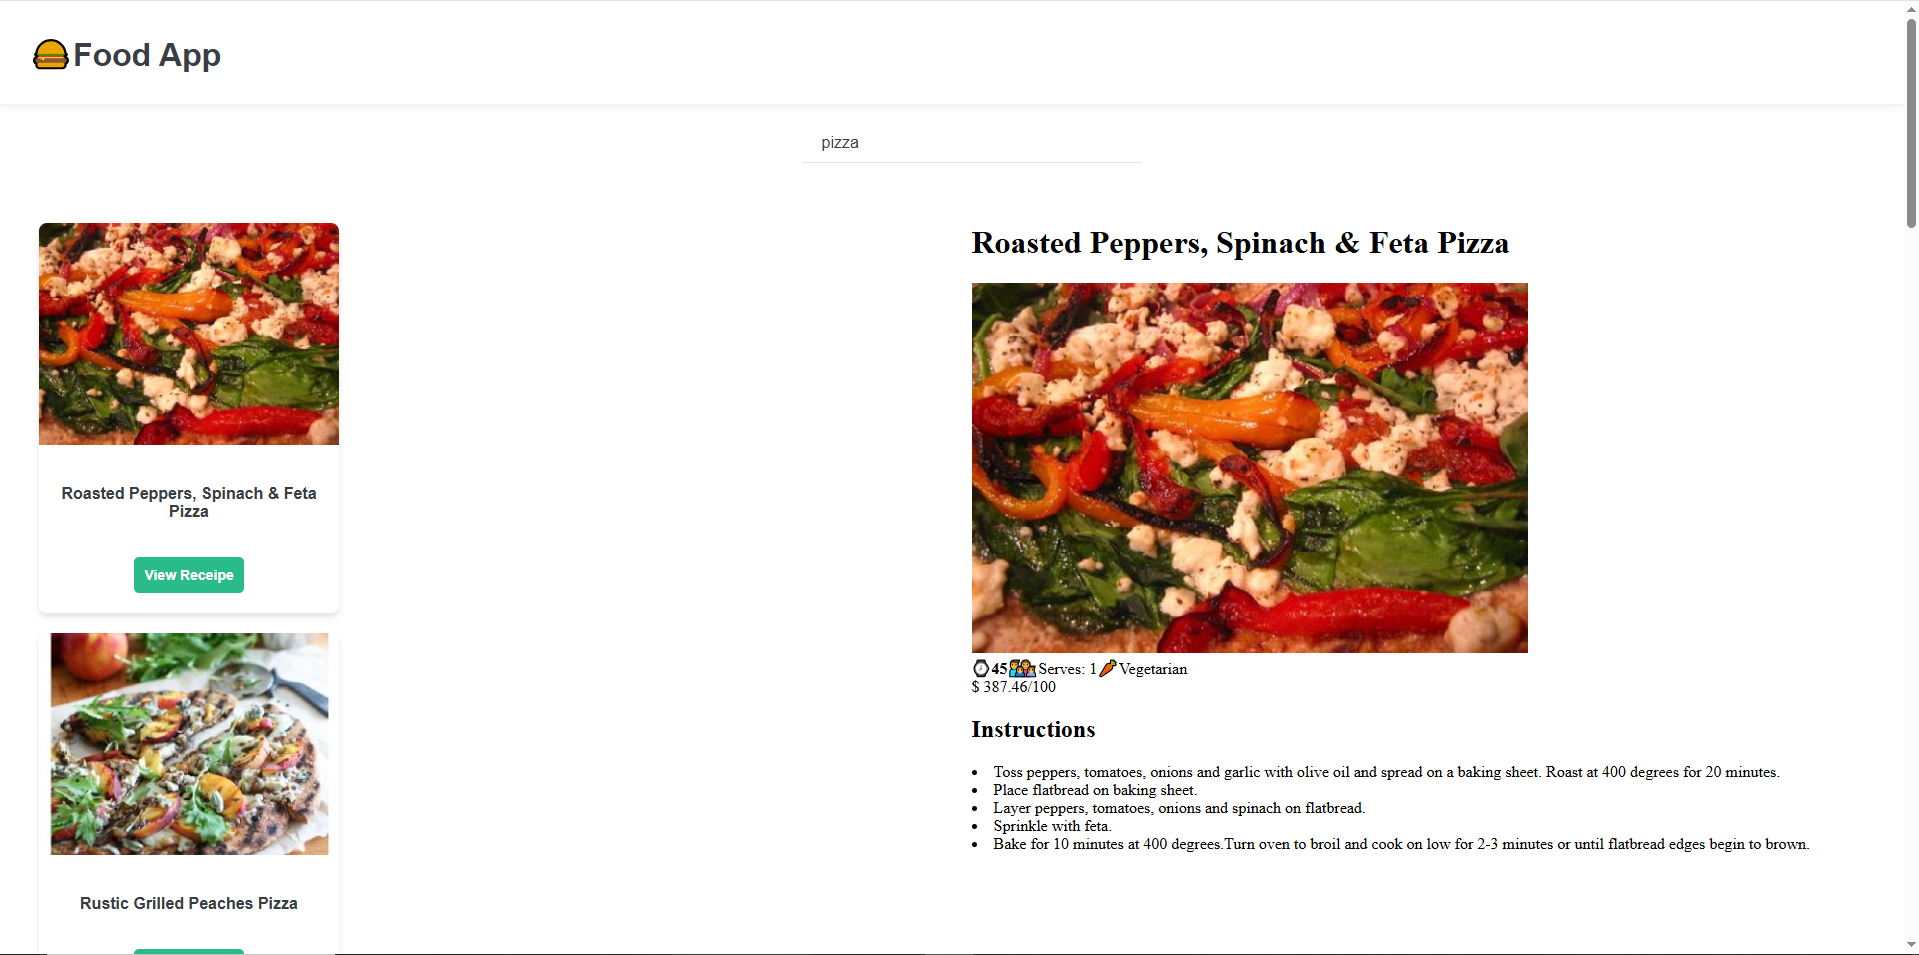 Food App
pizza
Roasted Peppers, Spinach & Feta
Pizza
View Receipe
Rustic Grilled Peaches Pizza
Roasted Peppers, Spinach & Feta Pizza
45 Serves: 1 Vegetarian
$ 387.46/100
Instructions
• Toss peppers, tomatoes, onions and garlic with olive oil and spread on a baking sheet. Roast at 400 degrees for 20 minutes.
• Place flatbread on baking sheet.
• Layer peppers, tomatoes, onions and spinach on flatbread.
• Sprinkle with feta.
• Bake for 10 minutes at 400 degrees.Turn oven to broil and cook on low for 2-3 minutes or until flatbread edges begin to brown.